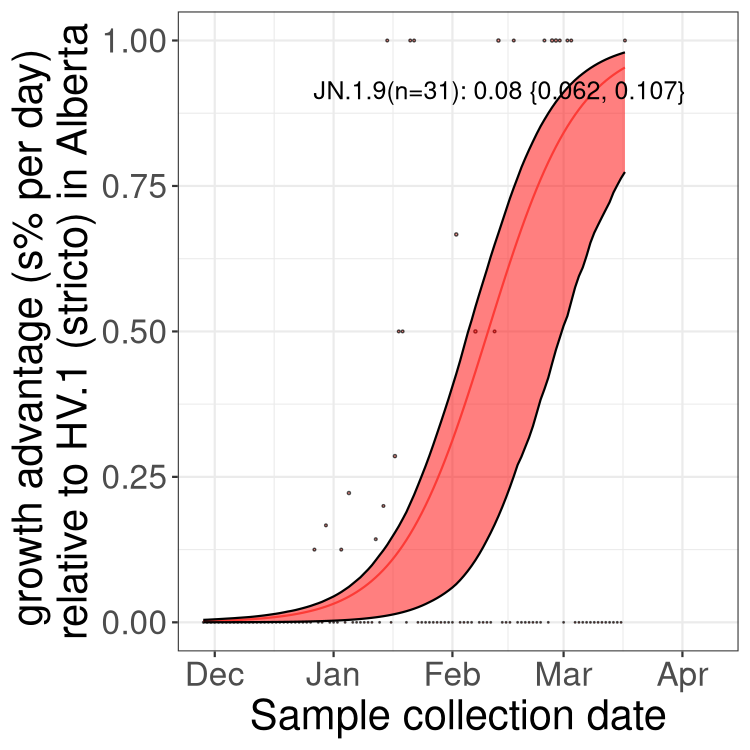 growth advantage (s% per day)
relative to HV.1 (stricto) in Alberta
1.00
0.75
0.50
0.25
0.00
JN.1.9(n=31): 0.08 {0.062, 0.107}
Dec Jan Feb Mar Apr
Sample collection date